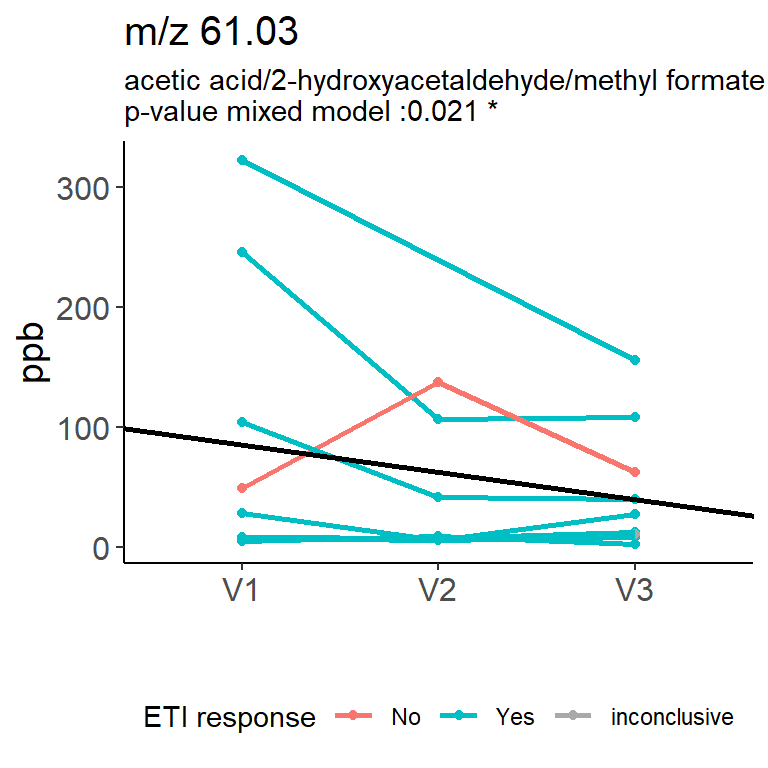 m/z 61.03
acetic acid/2-hydroxyacetaldehyde/methyl formate
p-value mixed model :0.021 *
300
200
100
0
ppb
V1 V2 V3
ETI response No Yes inconclusive